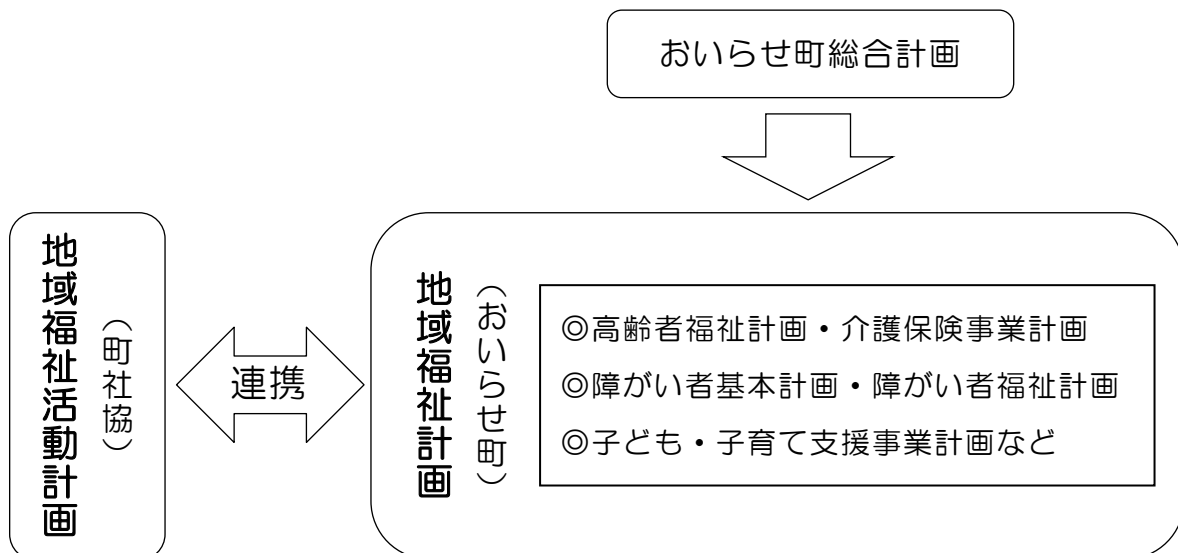 おいらせ町総合計画
地域福祉活動計画
（町社協）
連携
地域福祉計画
（おいらせ町）
◎高齢者福祉計画・介護保険事業計画
◎障がい者基本計画・障がい者福祉計画
◎子ども・子育て支援事業計画など